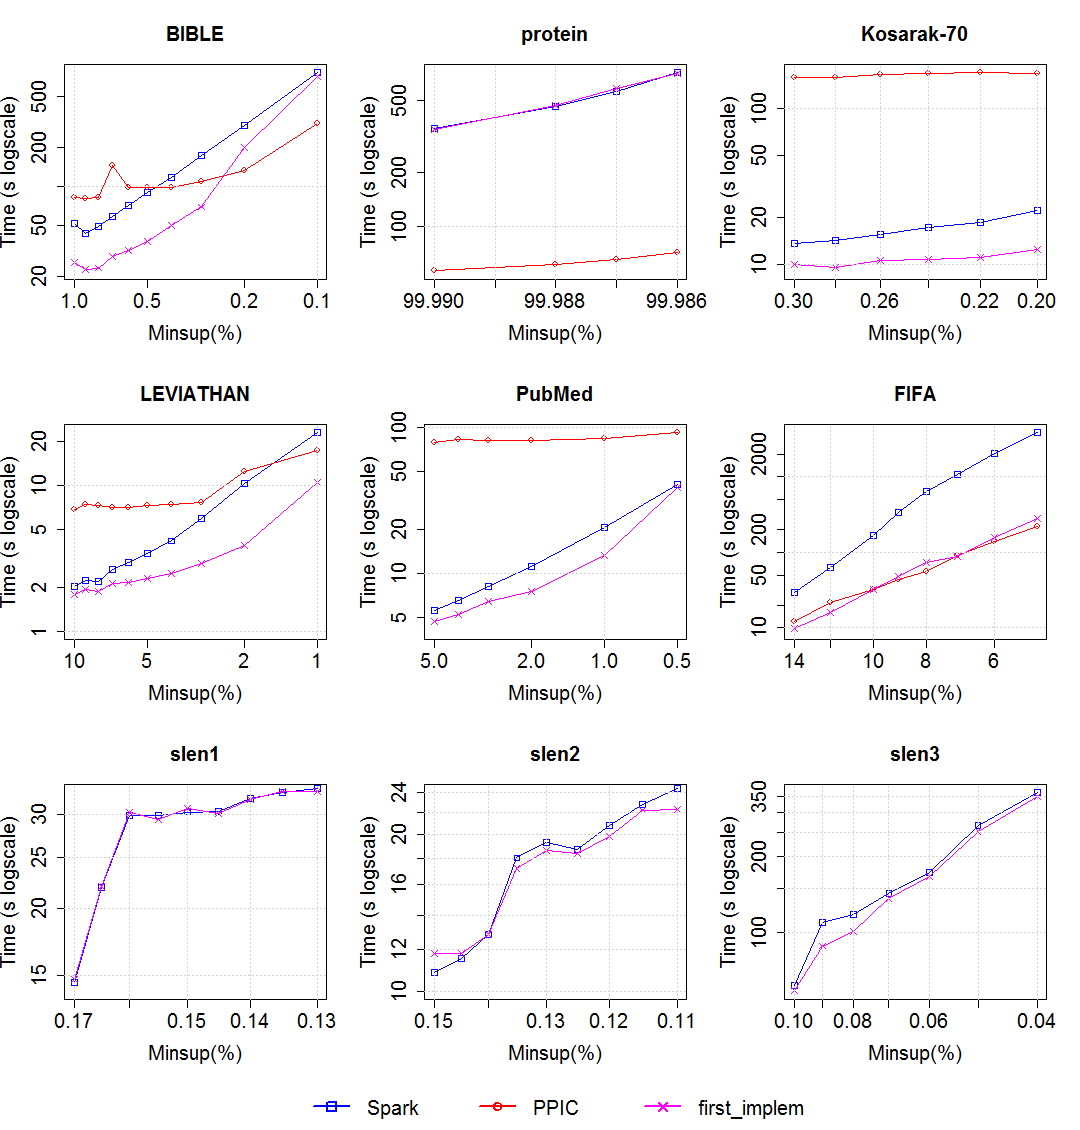 BIBLE
Time (s logscale)
500
200
50
20
1.0 0.5 0.2 0.1
Minsup(%)
protein
Time (s logscale)
500
200
100
99.990 99.988 99.986
Minsup(%)
Kosarak-70
Time (s logscale)
100
50
20
10
0.30 0.26 0.22 0.20
Minsup(%)
LEVIATHAN
Time (s logscale)
20
10
5
2
1
10 5 2 1
Minsup(%)
PubMed
Time (s logscale)
100
50
20
10
5
5.0 2.0 1.0 0.5
Minsup(%)
FIFA
Time (s logscale)
2000
200
50
10
14 10 8 6
Minsup(%)
slen1
Time (s logscale)
30
25
20
15
0.17 0.15 0.14 0.13
Minsup(%)
slen2
Time (s logscale)
24
20
16
12
10
0.15 0.13 0.12 0.11
Minsup(%)
slen3
Time (s logscale)
350
200
100
0.10 0.08 0.06 0.04
Minsup(%)
Spark PPIC first_implem